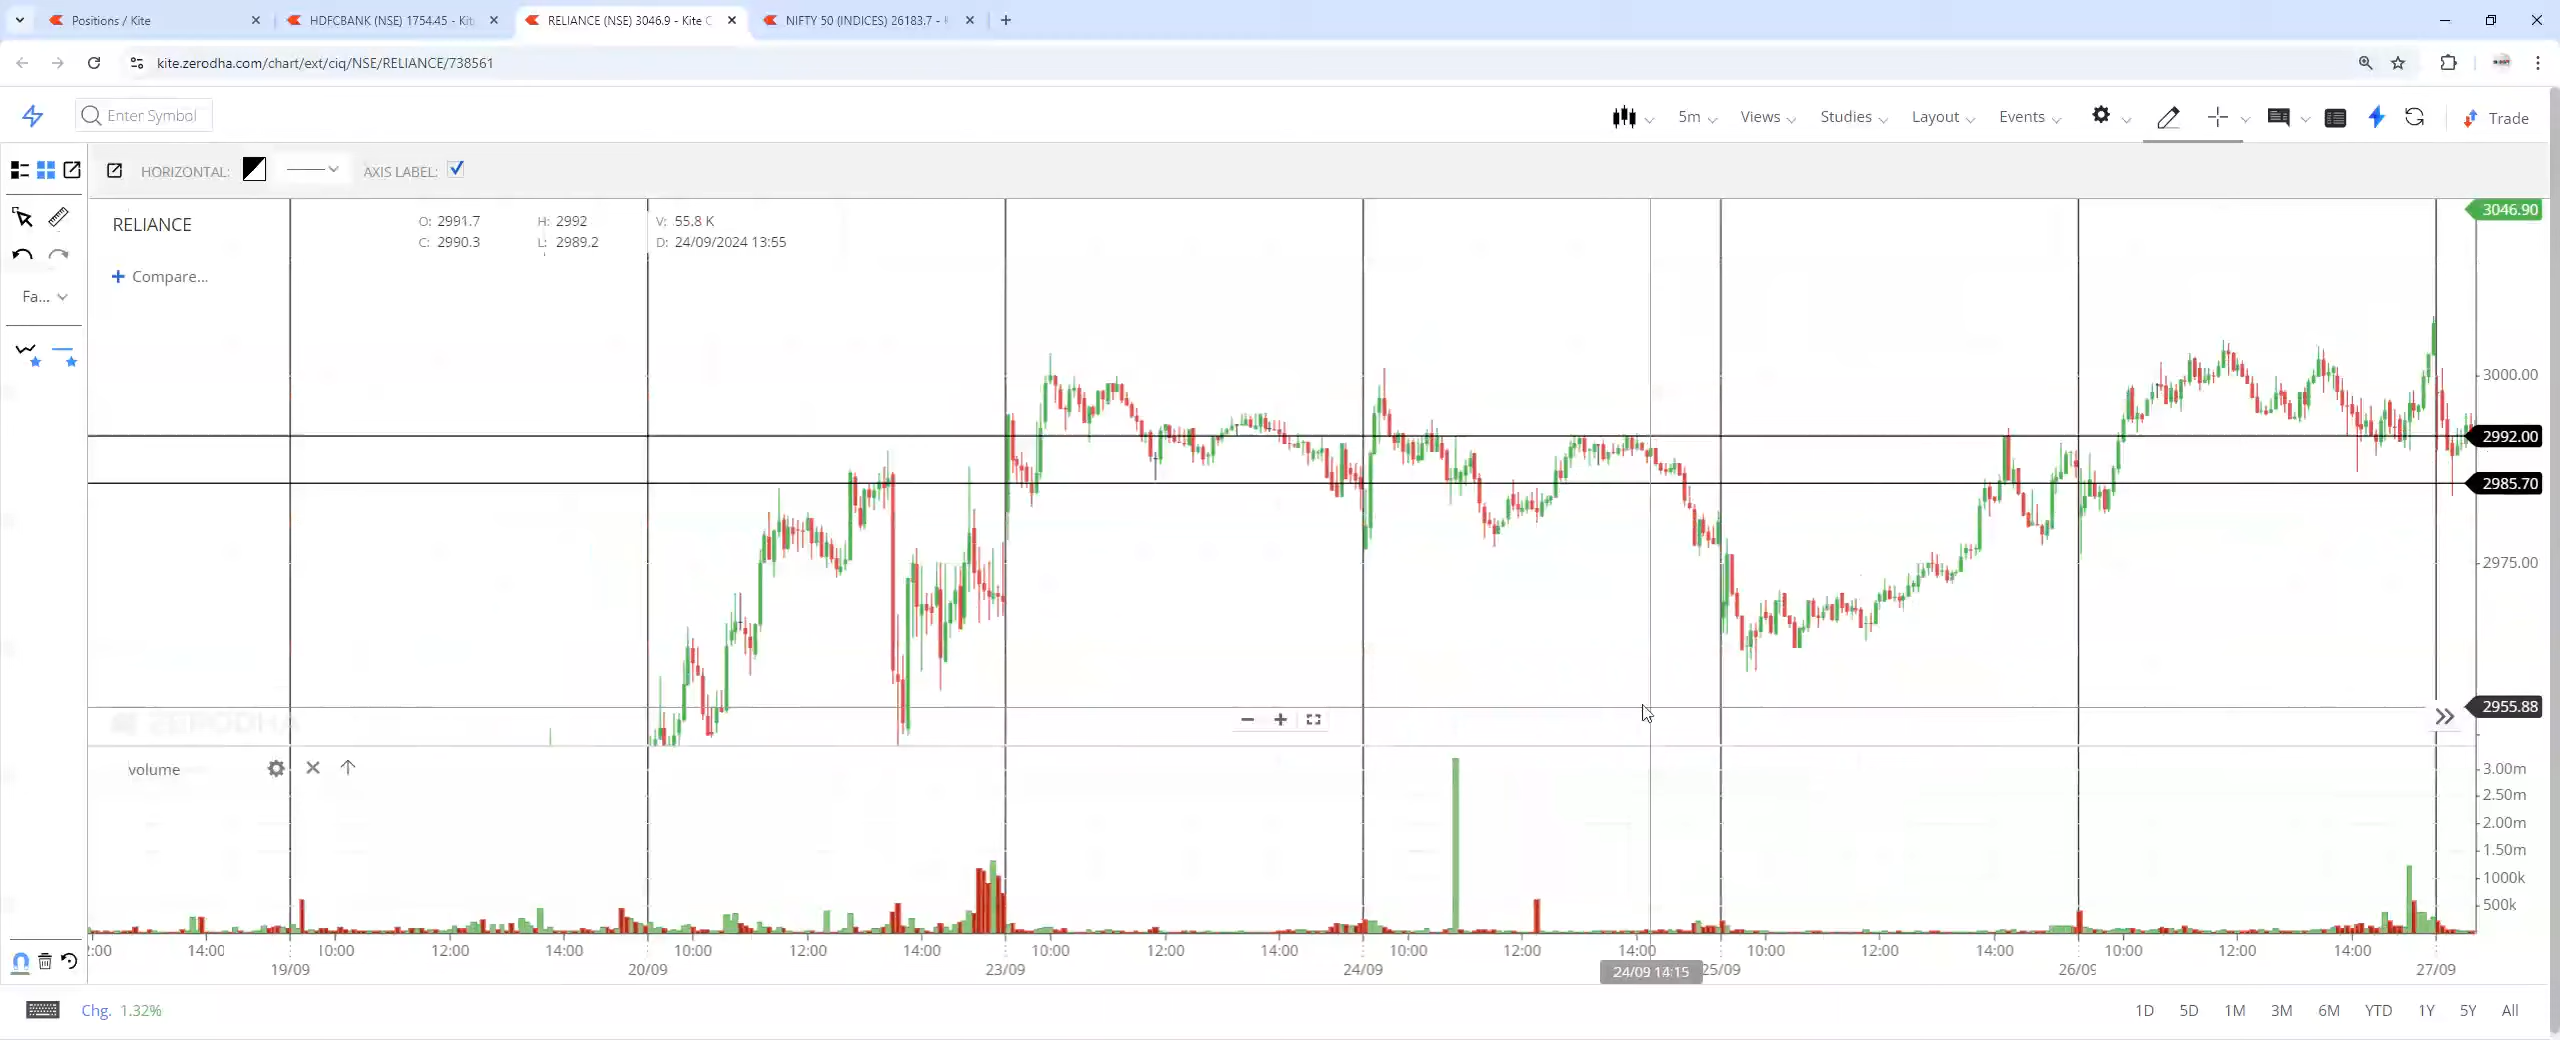 Positions / Kite
HDFCBANK (NSE) 1754.45 - Kit
RELIANCE (NSE) 3046.9 - Kite C
NIFTY 50 (INDICES) 26183.7 -
kite.zerodha.com/chart/ext/ciq/NSE/RELIANCE/738561
Enter Symbol
5m
Views
Studies
Layout
Events
Trade
HORIZONTAL:
AXIS LABEL:
Fa...
RELIANCE
O: 2991.7 H: 2992 V: 55.8 K
C: 2990.3 L: 2989.2 D: 24/09/2024 13:55
+ Compare...
3046.90
3000.00
2992.00
2985.70
2975.00
2955.88
ZERODHA
volume
3.00m
2.50m
2.00m
1.50m
1000k
500k
2:00 14:00 10:00 12:00 14:00 10:00 12:00 14:00 10:00 12:00 14:00 10:00 12:00 14:00 10:00 12:00 14:00 10:00 12:00 14:00
19/09 20/09 23/09 24/09 24/09 14:15 25/09 26/09 27/09
Chg. 1.32%
1D 5D 1M 3M 6M YTD 1Y 5Y All